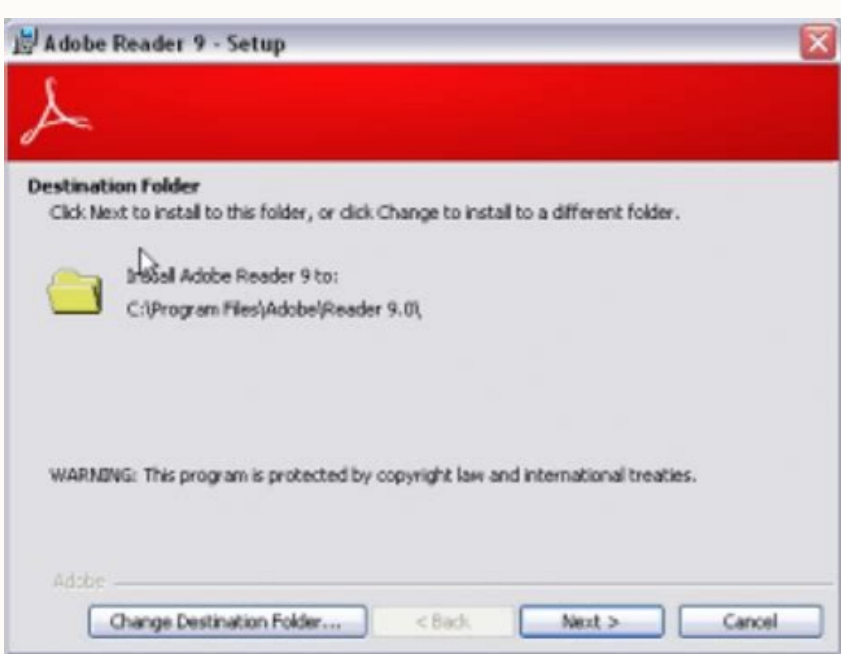 Adobe Reader 9 - Setup
Destination Folder
Click Next to install to this folder, or click Change to install to a different folder.
Install Adobe Reader 9 to:
C:\Program Files\Adobe\Reader 9.0\
WARNING: This program is protected by copyright law and international treaties.
Adobe
Change Destination Folder... < Back Next > Cancel